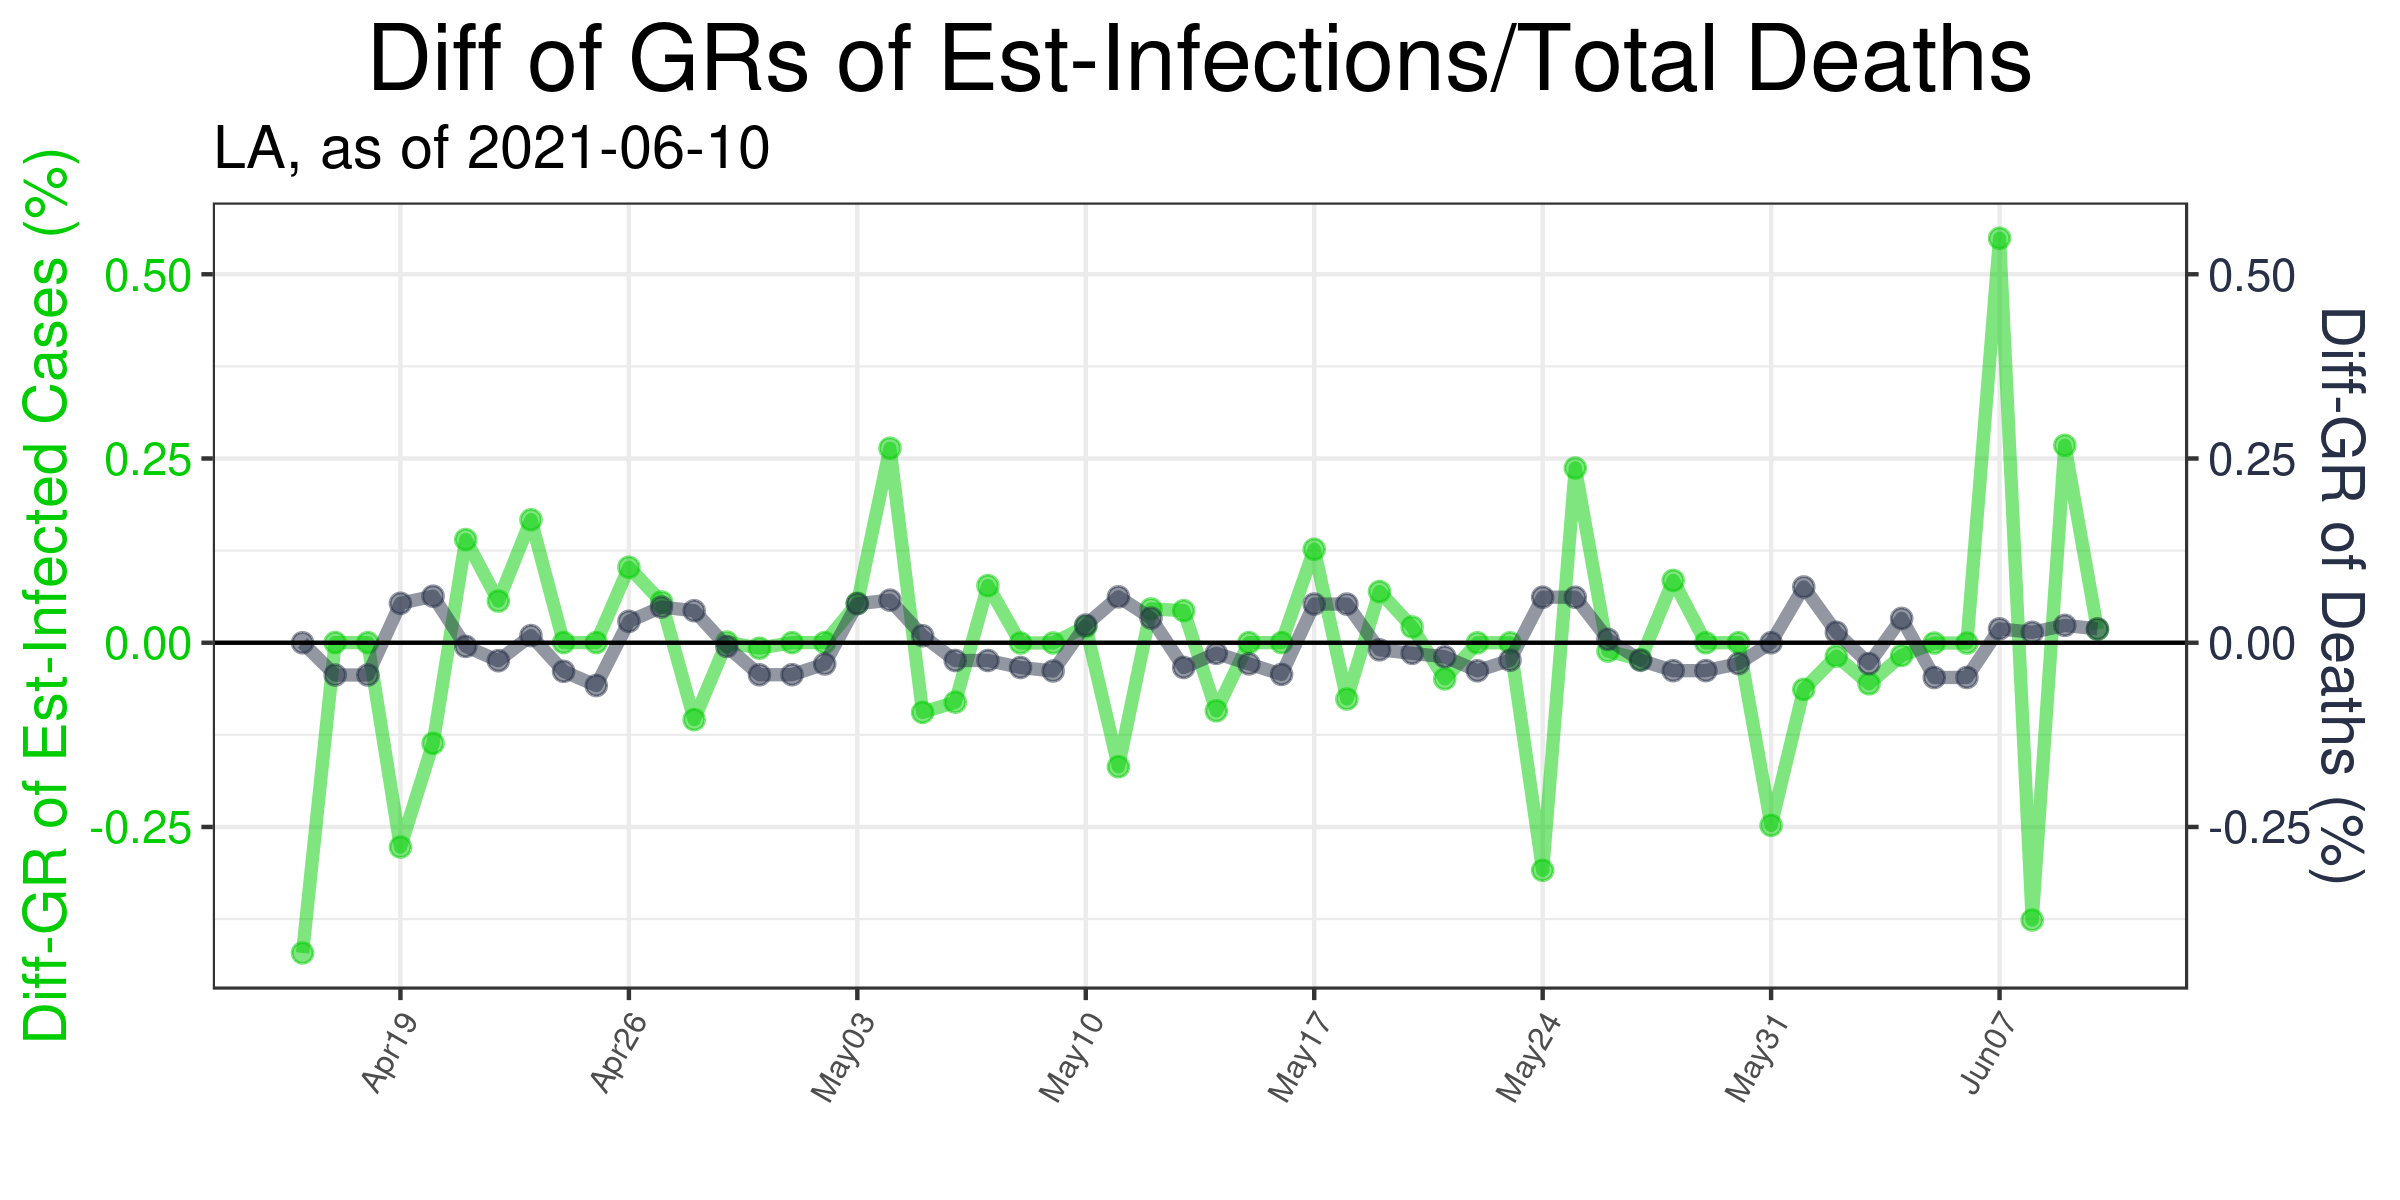 Diff of GRs of Est-Infections/Total Deaths
LA, as of 2021-06-10
Diff-GR of Est-Infected Cases (%)
0.50
0.25
0.00
-0.25
0.50
0.25
0.00
-0.25
Diff-GR of Deaths (%)
Apr19
Apr26
May03
May10
May17
May24
May31
Jun07